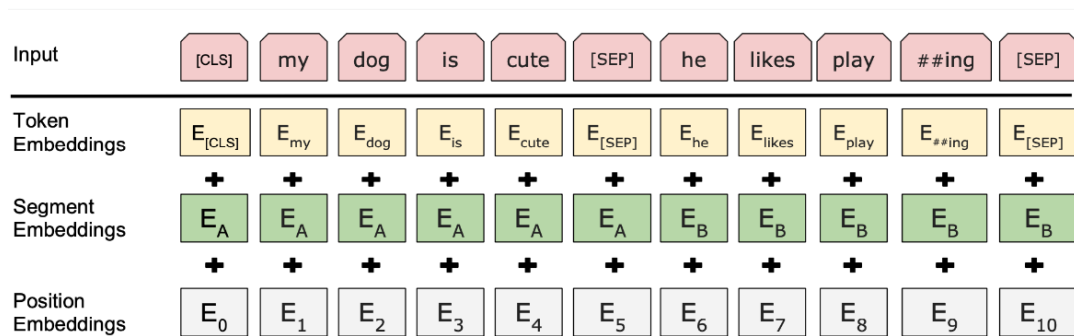 Input [CLS] my dog is cute [SEP] he likes play ##ing [SEP]
Token Embeddings E[CLS] Emy Edog Eis Ecute E[SEP] Ehe Elikes Eplay E##ing E[SEP]
+ + + + + + + + + + +
Segment Embeddings EA EA EA EA EA EA EB EB EB EB EB
+ + + + + + + + + + +
Position Embeddings E0 E1 E2 E3 E4 E5 E6 E7 E8 E9 E10